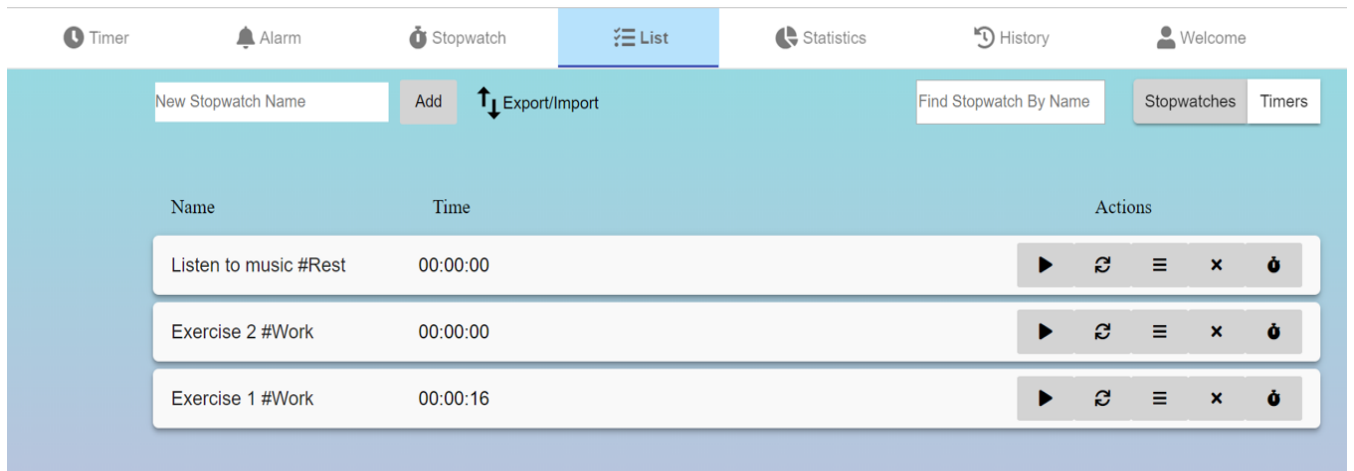 Timer Alarm Stopwatch List Statistics History Welcome
New Stopwatch Name Add Export/Import Find Stopwatch By Name Stopwatches Timers
Name Time Actions
Listen to music #Rest 00:00:00
Exercise 2 #Work 00:00:00
Exercise 1 #Work 00:00:16